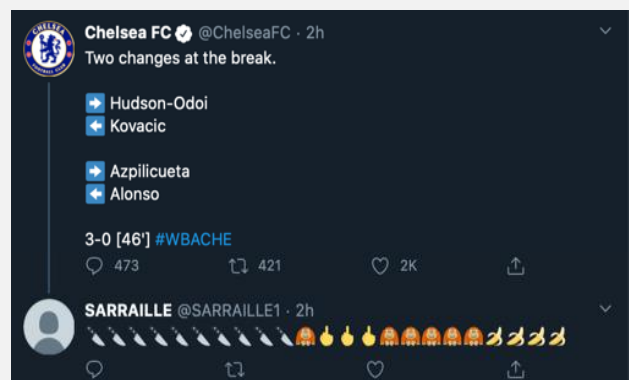 Chelsea FC @ChelseaFC · 2h
Two changes at the break.
➡️ Hudson-Odoi
⬅️ Kovacic
➡️ Azpilicueta
⬅️ Alonso
3-0 [46'] #WBACHE
473 421 2K
SARRAILLE @SARRAILLE1 · 2h
🔪🔪🔪🔪🔪🔪🔪🔪🔪🔪🦧🖕🖕🖕🦧🦧🦧🦧🦧🍌🍌🍌🍌